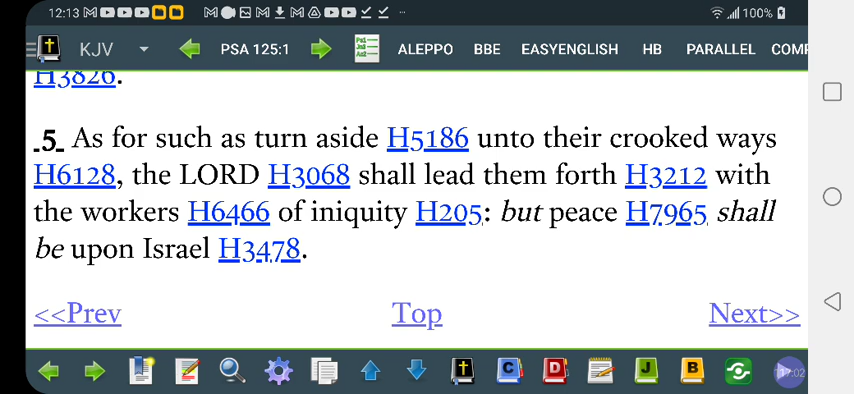 12:13 100%
KJV PSA 125:1 ALEPPO BBE EASYENGLISH HB PARALLEL
H3826.
5 As for such as turn aside H5186 unto their crooked ways
H6128, the LORD H3068 shall lead them forth H3212 with
the workers H6466 of iniquity H205: but peace H7965 shall
be upon Israel H3478.
<<Prev Top Next>>
C D J B 17:02